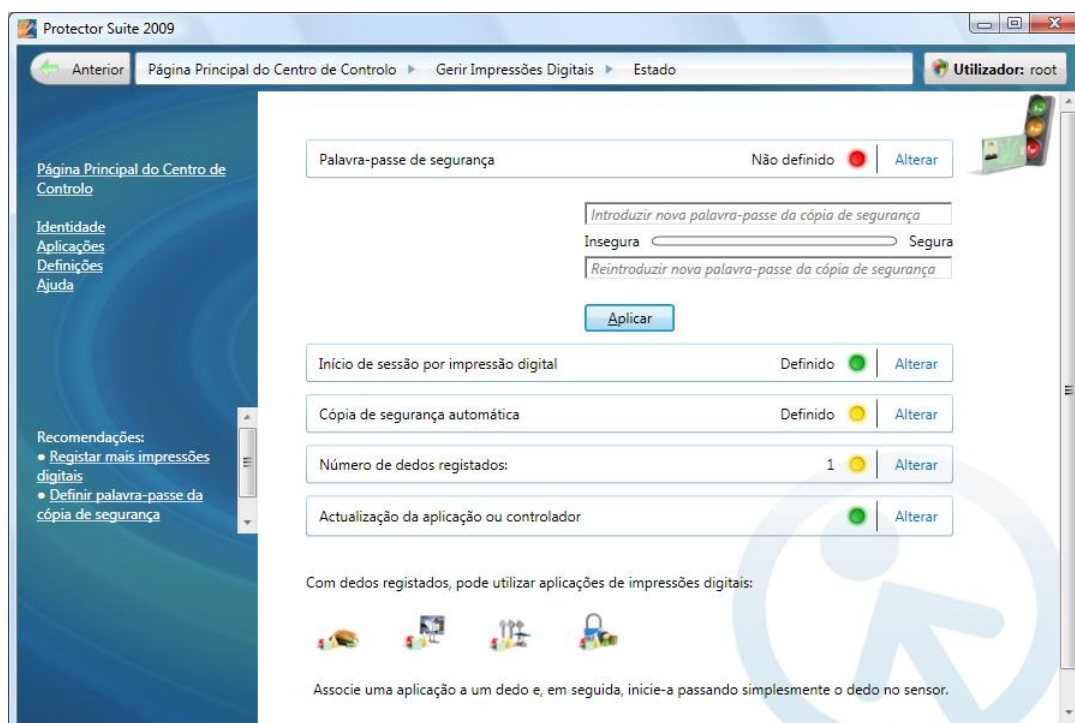 Protector Suite 2009
Anterior
Página Principal do Centro de Controlo
Gerir Impressões Digitais
Estado
Utilizador: root
Página Principal do Centro de
Controlo
Identidade
Aplicações
Definições
Ajuda
Recomendações:
Registar mais impressões
digitais
Definir palavra-passe da
cópia de segurança
Palavra-passe de segurança Não definido Alterar
Introduzir nova palavra-passe da cópia de segurança
Insegura Segura
Reintroduzir nova palavra-passe da cópia de segurança
Aplicar
Início de sessão por impressão digital Definido Alterar
Cópia de segurança automática Definido Alterar
Número de dedos registados: 1 Alterar
Actualização da aplicação ou controlador Alterar
Com dedos registados, pode utilizar aplicações de impressões digitais:
Associe uma aplicação a um dedo e, em seguida, inicie-a passando simplesmente o dedo no sensor.